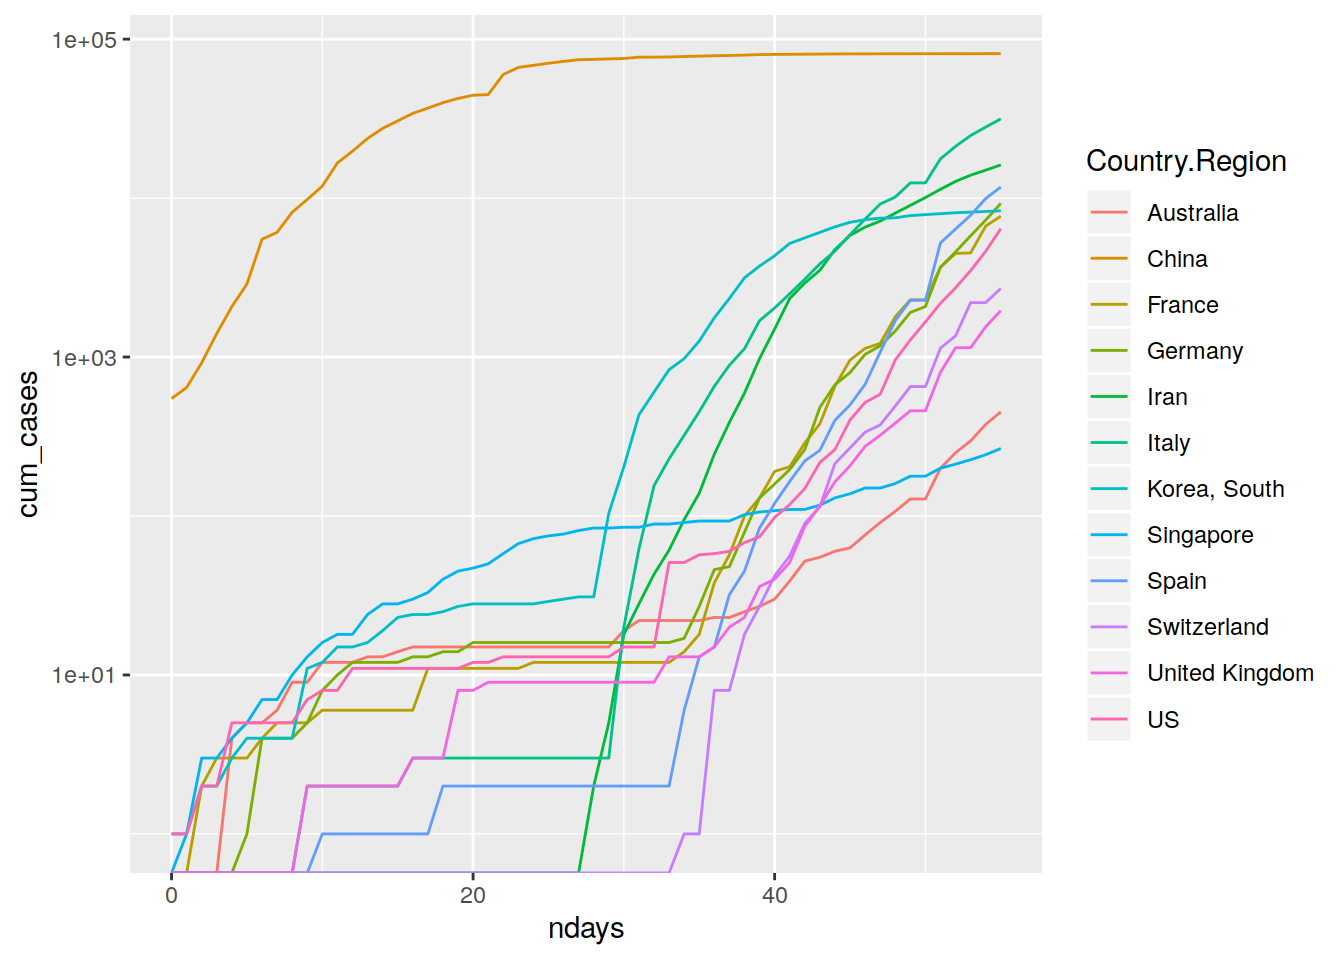 1e+05
1e+03
1e+01
cum_cases
0
20
40
ndays
Country.Region
Australia
China
France
Germany
Iran
Italy
Korea, South
Singapore
Spain
Switzerland
United Kingdom
US